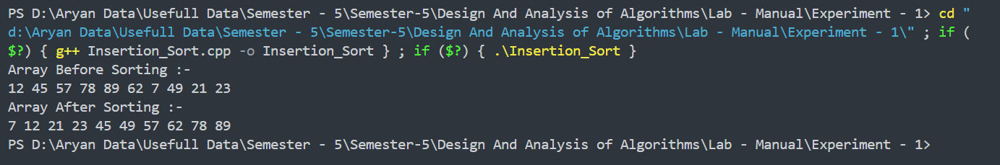 PS D:\Aryan Data\Usefull Data\Semester - 5\Semester-5\Design And Analysis of Algorithms\Lab - Manual\Experiment - 1> cd "
d:\Aryan Data\Usefull Data\Semester - 5\Semester-5\Design And Analysis of Algorithms\Lab - Manual\Experiment - 1\" ; if (
$?) { g++ Insertion_Sort.cpp -o Insertion_Sort } ; if ($?) { .\Insertion_Sort }
Array Before Sorting :-
12 45 57 78 89 62 7 49 21 23
Array After Sorting :-
7 12 21 23 45 49 57 62 78 89
PS D:\Aryan Data\Usefull Data\Semester - 5\Semester-5\Design And Analysis of Algorithms\Lab - Manual\Experiment - 1>